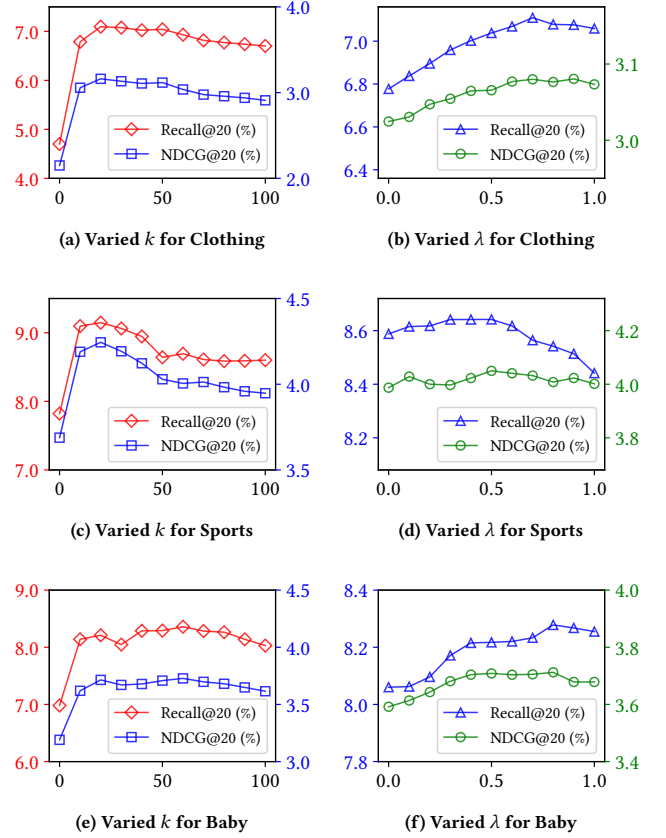 7.0
6.0
5.0
4.0
4.0
3.0
2.0
Recall@20 (%)
NDCG@20 (%)
0 50 100
(a) Varied k for Clothing
7.0
6.8
6.6
6.4
3.1
3.0
Recall@20 (%)
NDCG@20 (%)
0.0 0.5 1.0
(b) Varied λ for Clothing
9.0
8.0
7.0
4.5
4.0
3.5
Recall@20 (%)
NDCG@20 (%)
0 50 100
(c) Varied k for Sports
8.6
8.4
8.2
4.2
4.0
3.8
Recall@20 (%)
NDCG@20 (%)
0.0 0.5 1.0
(d) Varied λ for Sports
9.0
8.0
7.0
6.0
4.5
4.0
3.5
3.0
Recall@20 (%)
NDCG@20 (%)
0 50 100
(e) Varied k for Baby
8.4
8.2
8.0
7.8
4.0
3.8
3.6
3.4
Recall@20 (%)
NDCG@20 (%)
0.0 0.5 1.0
(f) Varied λ for Baby